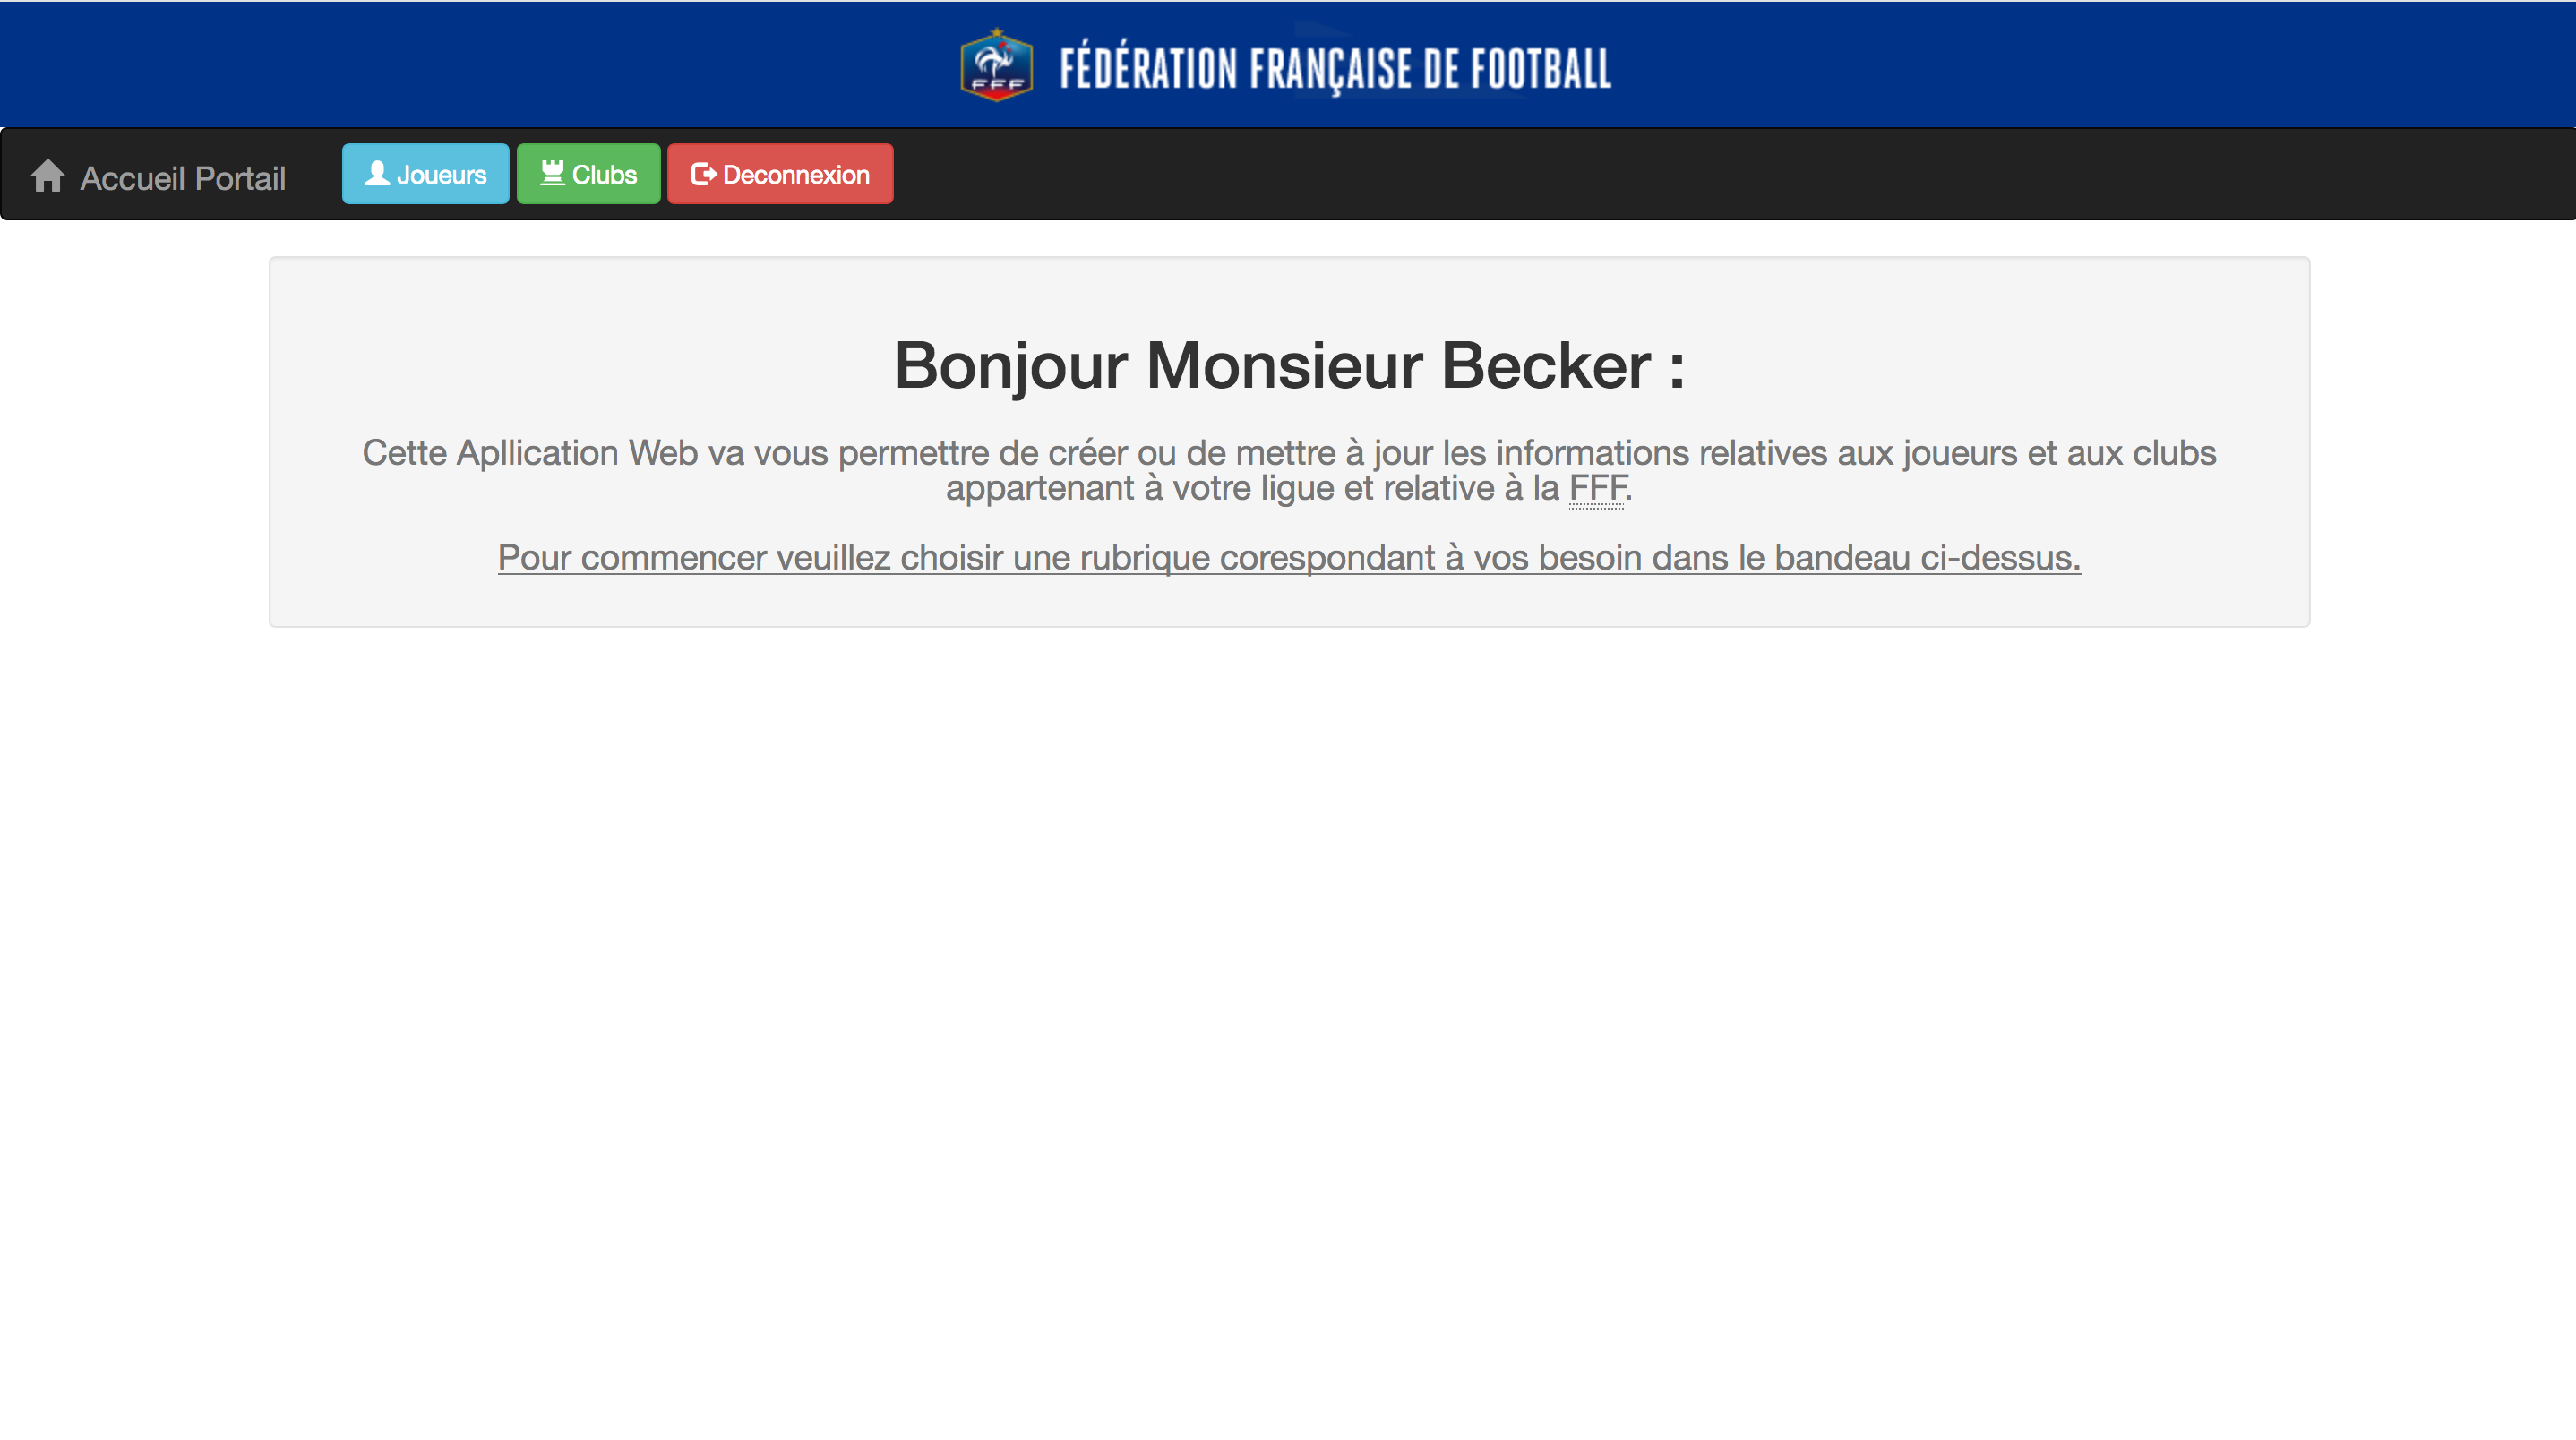 FFF
FÉDÉRATION FRANÇAISE DE FOOTBALL
Accueil Portail
Joueurs
Clubs
Deconnexion
Bonjour Monsieur Becker :
Cette Apllication Web va vous permettre de créer ou de mettre à jour les informations relatives aux joueurs et aux clubs
appartenant à votre ligue et relative à la FFF.
Pour commencer veuillez choisir une rubrique corespondant à vos besoin dans le bandeau ci-dessus.